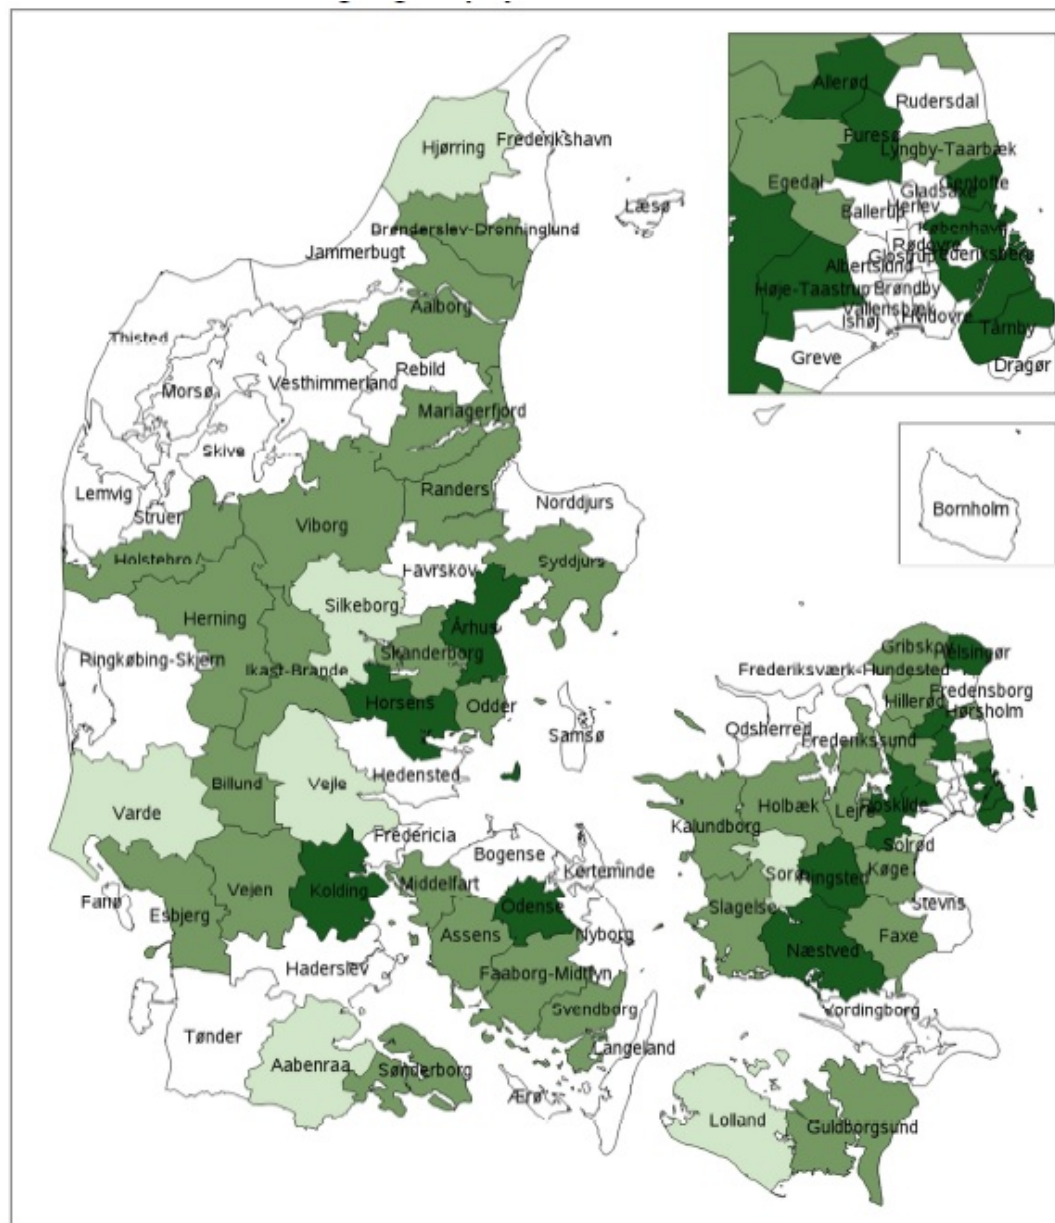 Allerød
Rudersdal
Furesø
Lyngby-Taarbæk
Egedal
Gentofte
Gladsaxe
Ballerup
Herlev
København
Rødovre
Glostrup
Frederiksberg
Albertslund
Høje-Taastrup
Brøndby
Vallensbæk
Ishøj
Hvidovre
Tårnby
Greve
Dragør
Hjørring
Frederikshavn
Læsø
Brønderslev-Dronninglund
Jammerbugt
Aalborg
Thisted
Rebild
Morsø
Vesthimmerland
Mariagerfjord
Skive
Lemvig
Struer
Randers
Norddjurs
Viborg
Bornholm
Holstebro
Favrskov
Syddjurs
Silkeborg
Herning
Århus
Skanderborg
Ringkøbing-Skjern
Ikast-Brande
Horsens
Odder
Samsø
Hedensted
Billund
Vejle
Varde
Gribskov
Helsingør
Frederiksværk-Hundested
Fredensborg
Hillerød
Hørsholm
Odsherred
Frederikssund
Holbæk
Lejre
Roskilde
Kalundborg
Solrød
Sorø
Ringsted
Køge
Slagelse
Stevns
Næstved
Faxe
Vordingborg
Fredericia
Bogense
Kerteminde
Middelfart
Kolding
Vejen
Fanø
Esbjerg
Odense
Assens
Nyborg
Haderslev
Faaborg-Midtfyn
Svendborg
Tønder
Langeland
Aabenraa
Sønderborg
Ærø
Lolland
Guldborgsund